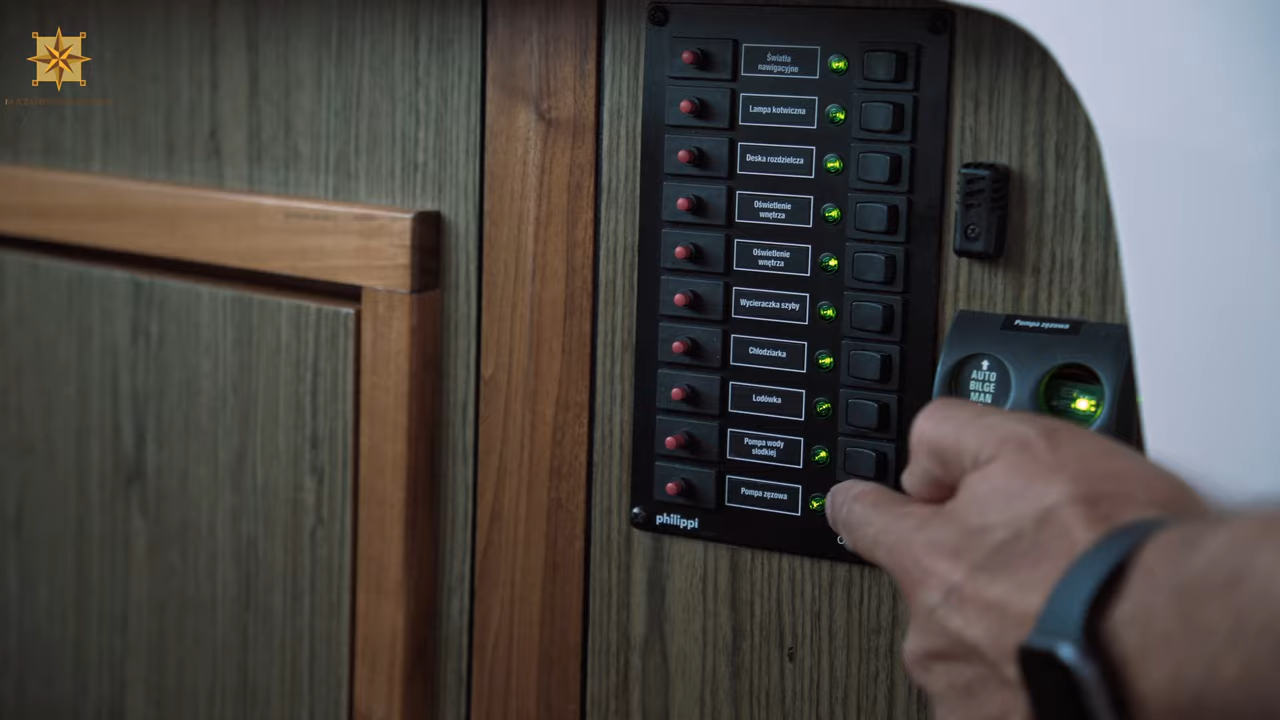 Światła
nawigacyjne
Lampa kotwiczna
Deska rozdzielcza
Oświetlenie
wnętrza
Oświetlenie
wnętrza
Wycieraczka szyby
Chłodziarka
Lodówka
Pompa wody
słodkiej
Pompa zęzowa
philippi
Pompa zęzowa
AUTO
BILGE
MAN